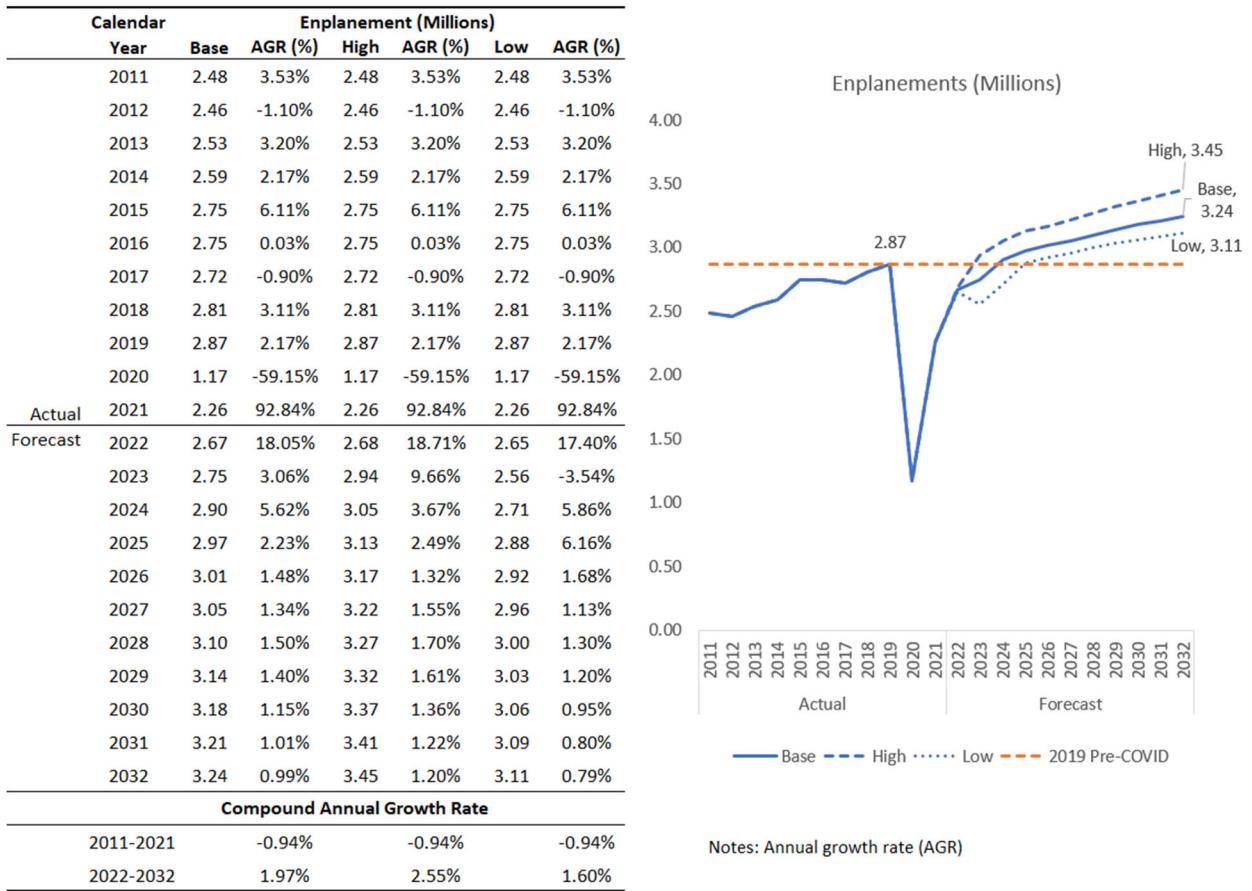 Calendar Enplanement (Millions)
Year Base AGR (%) High AGR (%) Low AGR (%)
2011 2.48 3.53% 2.48 3.53% 2.48 3.53%
2012 2.46 -1.10% 2.46 -1.10% 2.46 -1.10%
2013 2.53 3.20% 2.53 3.20% 2.53 3.20%
2014 2.59 2.17% 2.59 2.17% 2.59 2.17%
2015 2.75 6.11% 2.75 6.11% 2.75 6.11%
2016 2.75 0.03% 2.75 0.03% 2.75 0.03%
2017 2.72 -0.90% 2.72 -0.90% 2.72 -0.90%
2018 2.81 3.11% 2.81 3.11% 2.81 3.11%
2019 2.87 2.17% 2.87 2.17% 2.87 2.17%
2020 1.17 -59.15% 1.17 -59.15% 1.17 -59.15%
Actual 2021 2.26 92.84% 2.26 92.84% 2.26 92.84%
Forecast 2022 2.67 18.05% 2.68 18.71% 2.65 17.40%
2023 2.75 3.06% 2.94 9.66% 2.56 -3.54%
2024 2.90 5.62% 3.05 3.67% 2.71 5.86%
2025 2.97 2.23% 3.13 2.49% 2.88 6.16%
2026 3.01 1.48% 3.17 1.32% 2.92 1.68%
2027 3.05 1.34% 3.22 1.55% 2.96 1.13%
2028 3.10 1.50% 3.27 1.70% 3.00 1.30%
2029 3.14 1.40% 3.32 1.61% 3.03 1.20%
2030 3.18 1.15% 3.37 1.36% 3.06 0.95%
2031 3.21 1.01% 3.41 1.22% 3.09 0.80%
2032 3.24 0.99% 3.45 1.20% 3.11 0.79%
Compound Annual Growth Rate
2011-2021 -0.94% -0.94% -0.94%
2022-2032 1.97% 2.55% 1.60%
Enplanements (Millions)
4.00
3.50
3.00
2.50
2.00
1.50
1.00
0.50
0.00
2.87
High, 3.45
Base,
3.24
Low, 3.11
2011 2012 2013 2014 2015 2016 2017 2018 2019 2020 2021 2022 2023 2024 2025 2026 2027 2028 2029 2030 2031 2032
Actual Forecast
Base High Low 2019 Pre-COVID
Notes: Annual growth rate (AGR)